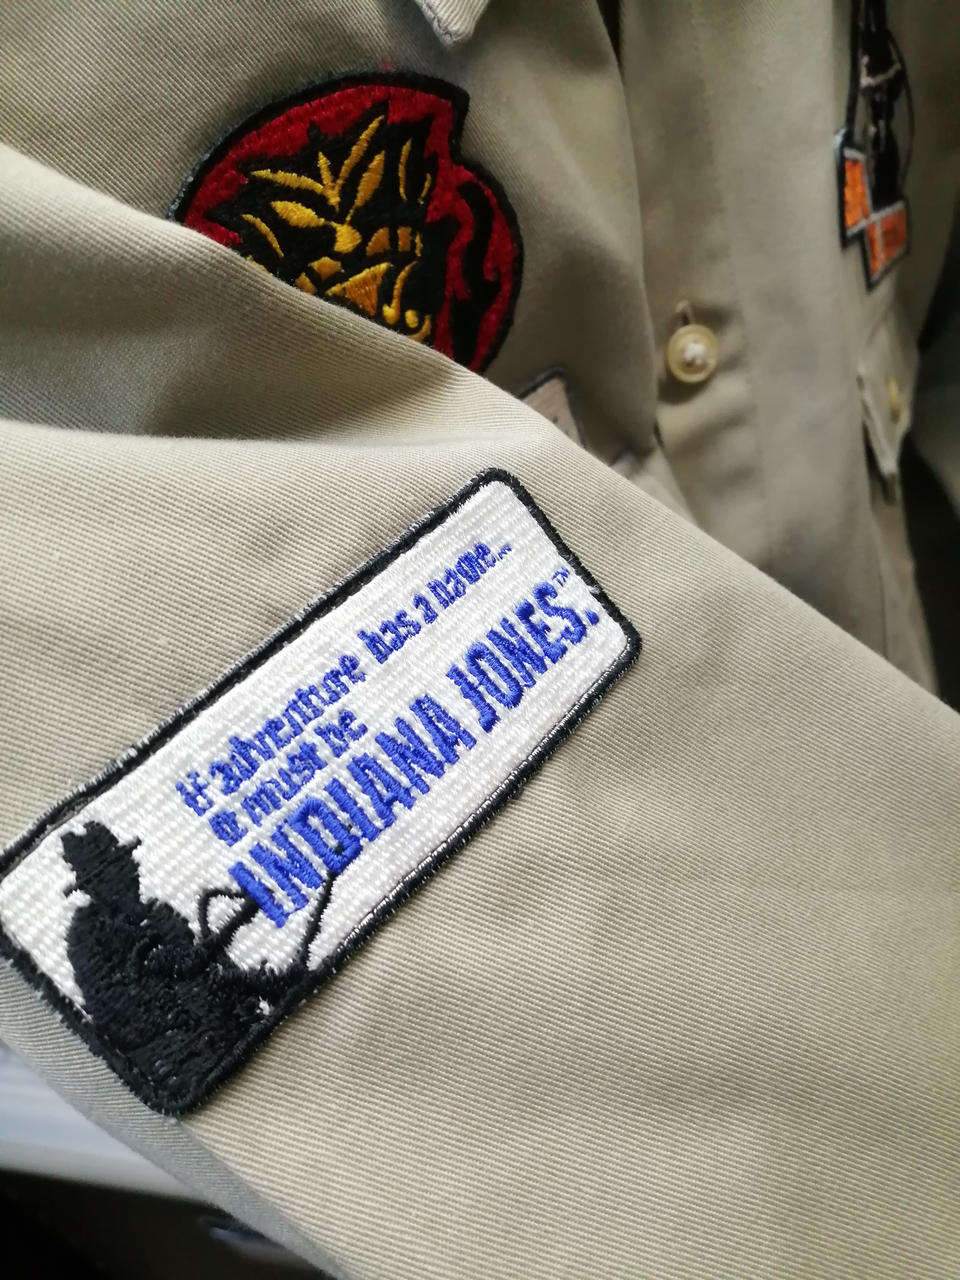 If adventure has a name...
it must be
INDIANA JONES.™